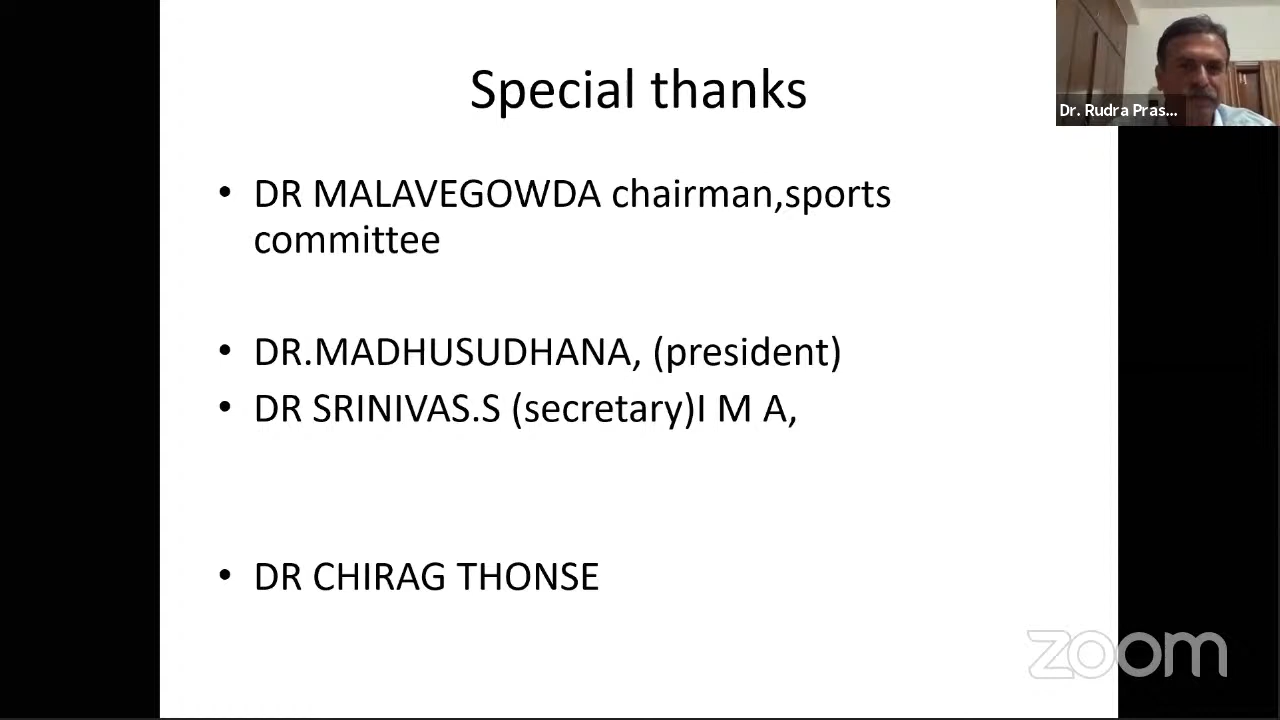 Special thanks
Dr. Rudra Pras...
• DR MALAVEGOWDA chairman,sports
committee
• DR.MADHUSUDHANA, (president)
• DR SRINIVAS.S (secretary)I M A,
• DR CHIRAG THONSE
zoom